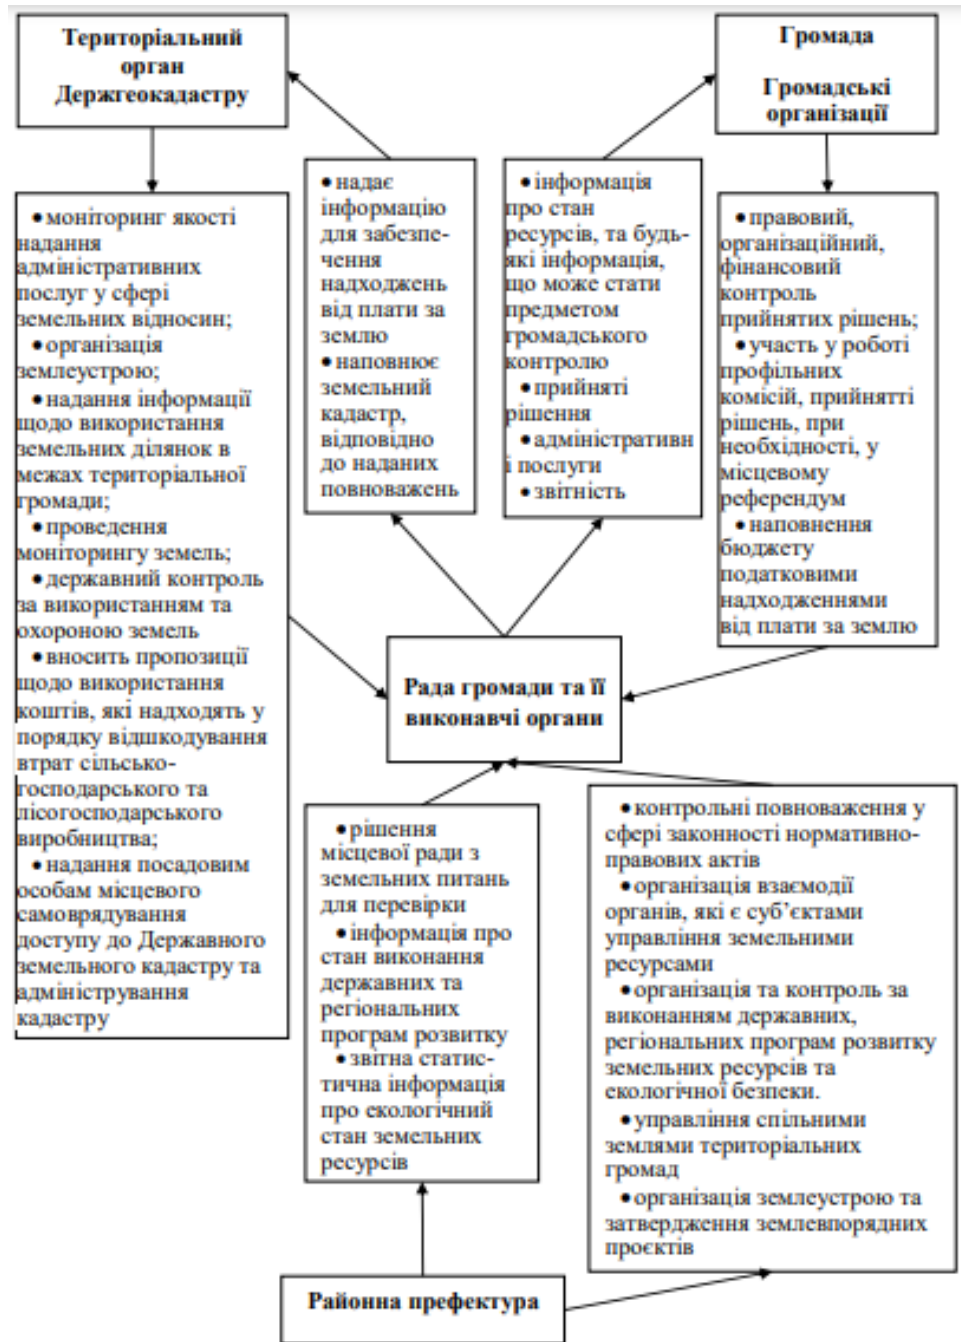 Територіальний
орган
Держгеокадастру
Громада
Громадські
організації
• моніторинг якості
надання
адміністративних
послуг у сфері
земельних відносин;
• організація
землеустрою;
• надання інформації
щодо використання
земельних ділянок в
межах територіальної
громади;
• проведення
моніторингу земель;
• державний контроль
за використанням та
охороною земель
• вносить пропозиції
щодо використання
коштів, які надходять у
порядку відшкодування
втрат сільсько-
господарського та
лісогосподарського
виробництва;
• надання посадовим
особам місцевого
самоврядування
доступу до Державного
земельного кадастру та
адміністрування
кадастру
• надає
інформацію
для забезпе-
чення
надходжень
від плати за
землю
• наповнює
земельний
кадастр,
відповідно
до наданих
повноважень
• інформація
про стан
ресурсів, та будь-
які інформація,
що може стати
предметом
громадського
контролю
• прийняті
рішення
• адміністративн
і послуги
• звітність
• правовий,
організаційний,
фінансовий
контроль
прийнятих рішень;
• участь у роботі
профільних
комісій, прийнятті
рішень, при
необхідності, у
місцевому
референдум
• наповнення
бюджету
податковими
надходженнями
від плати за землю
Рада громади та її
виконавчі органи
• рішення
місцевої ради з
земельних питань
для перевірки
• інформація про
стан виконання
державних та
регіональних
програм розвитку
• звітна статис-
тична інформація
про екологічний
стан земельних
ресурсів
• контрольні повноваження у
сфері законності нормативно-
правових актів
• організація взаємодії
органів, які є суб’єктами
управління земельними
ресурсами
• організація та контроль за
виконанням державних,
регіональних програм розвитку
земельних ресурсів та
екологічної безпеки.
• управління спільними
землями територіальних
громад
• організація землеустрою та
затвердження землевпорядних
проєктів
Районна префектура